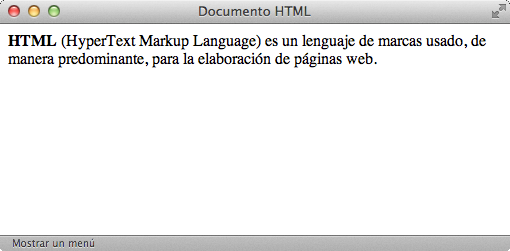 Documento HTML
HTML (HyperText Markup Language) es un lenguaje de marcas usado, de
manera predominante, para la elaboración de páginas web.
Mostrar un menú